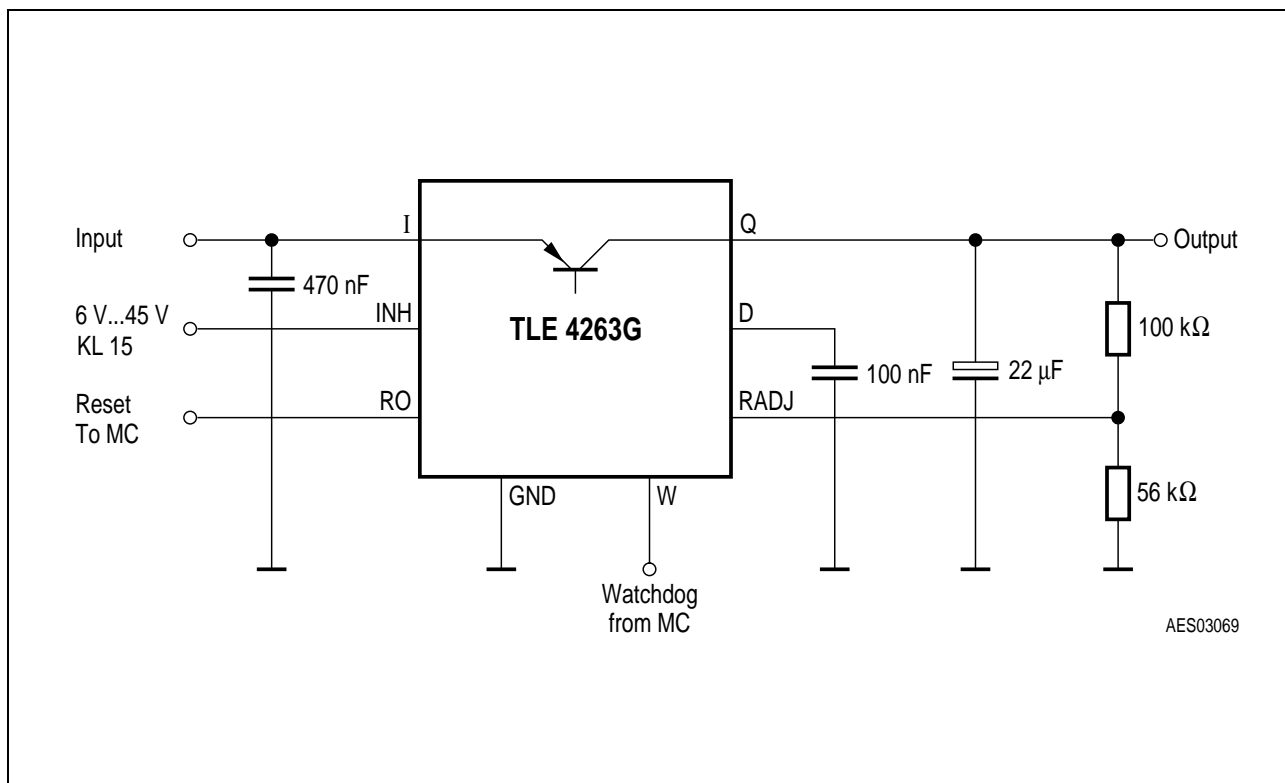 Input
I
Q
Output
470 nF
6 V...45 V
KL 15
INH
TLE 4263G
D
100 kΩ
100 nF
22 μF
Reset
To MC
RO
RADJ
GND
W
56 kΩ
Watchdog
from MC
AES03069